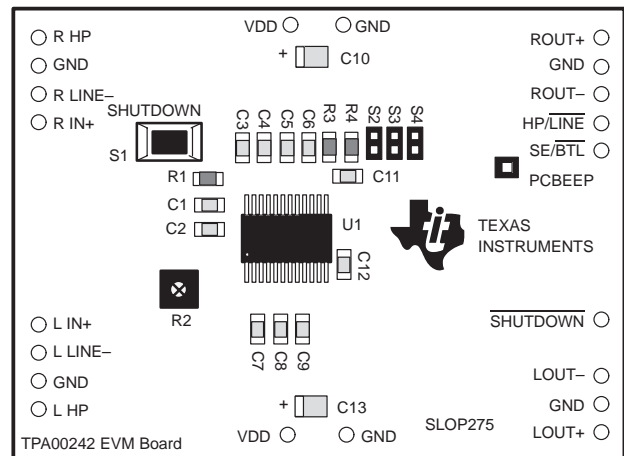 VDD GND
R HP
GND
R LINE–
R IN+
+ C10
ROUT+
GND
ROUT–
HP/LINE
SE/BTL
SHUTDOWN
S1
C3 C4 C5 C6 R3 R4 S2 S3 S4
PCBEEP
R1
C11
C1
C2
U1
TEXAS
INSTRUMENTS
C12
R2
L IN+
L LINE–
GND
L HP
SHUTDOWN
C7 C8 C9
LOUT–
GND
LOUT+
+ C13
SLOP275
TPA00242 EVM Board
VDD GND